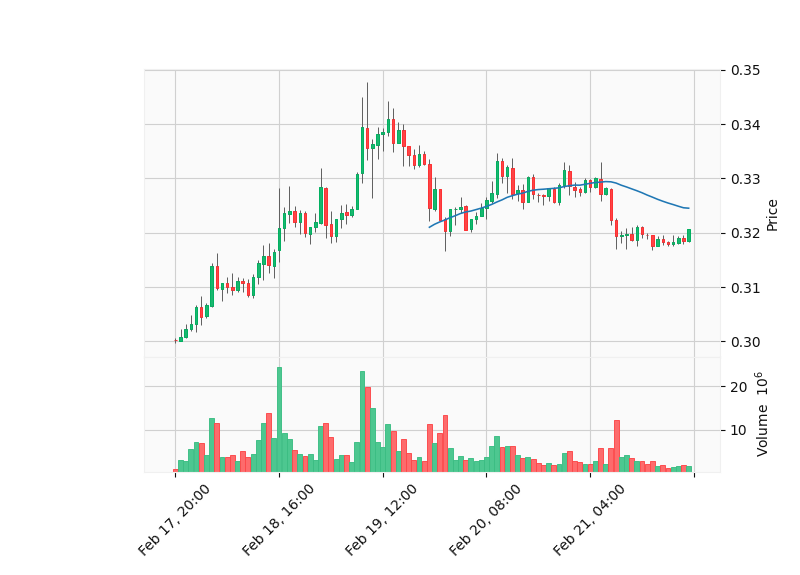 0.35
0.34
0.33
0.32
0.31
0.30
Price
20
10
Volume 10^6
Feb 17, 20:00
Feb 18, 16:00
Feb 19, 12:00
Feb 20, 08:00
Feb 21, 04:00